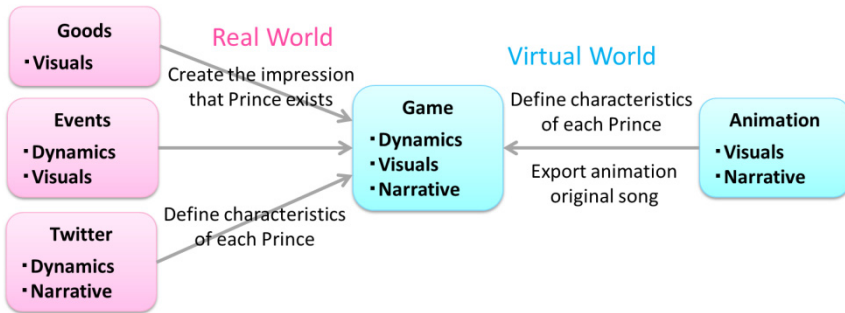 Goods
・Visuals
Real World
Create the impression
that Prince exists
Events
・Dynamics
・Visuals
Twitter
・Dynamics
・Narrative
Define characteristics
of each Prince
Game
・Dynamics
・Visuals
・Narrative
Virtual World
Define characteristics
of each Prince
Export animation
original song
Animation
・Visuals
・Narrative